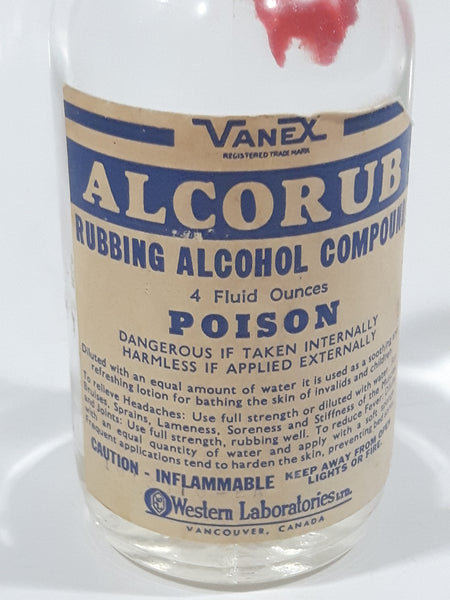 VANEX
REGISTERED TRADE MARK
ALCORUB
RUBBING ALCOHOL COMPOUND
4 Fluid Ounces
POISON
DANGEROUS IF TAKEN INTERNALLY
HARMLESS IF APPLIED EXTERNALLY
Diluted with an equal amount of water it is used as a soothing and
refreshing lotion for bathing the skin of invalids and children.
To relieve Headaches: Use full strength or diluted with water.
Bruises, Sprains, Lameness, Soreness and Stiffness of the
and Joints: Use full strength, rubbing well. To reduce Fever:
with an equal quantity of water and apply with a soft
frequent applications tend to harden the skin, preventing
CAUTION - INFLAMMABLE KEEP AWAY FROM OPEN
LIGHTS OR FIRE.
Western Laboratories LTD.
VANCOUVER, CANADA